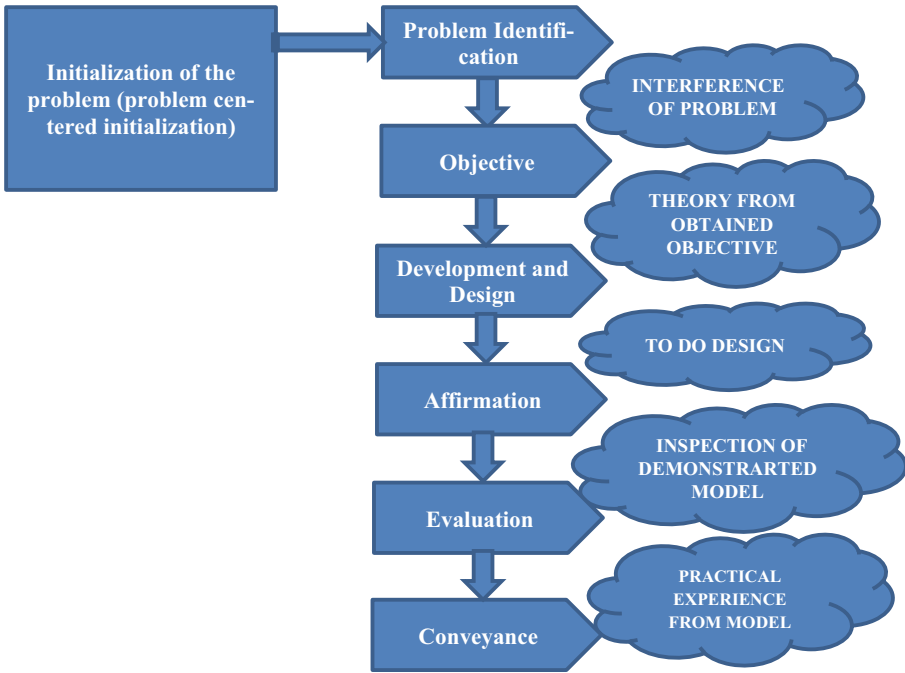 Initialization of the
problem (problem cen-
tered initialization)
Problem Identifi-
cation
INTERFERENCE
OF PROBLEM
Objective
THEORY FROM
OBTAINED
OBJECTIVE
Development and
Design
TO DO DESIGN
Affirmation
INSPECTION OF
DEMONSTRARTED
MODEL
Evaluation
PRACTICAL
EXPERIENCE
FROM MODEL
Conveyance